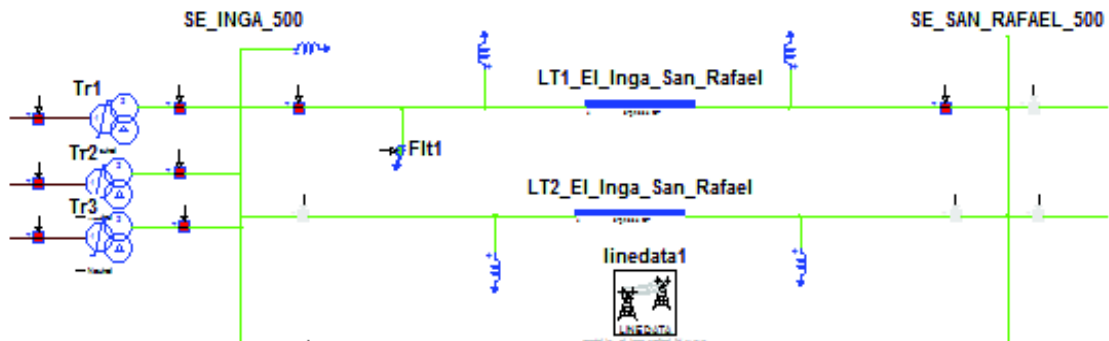 SE_INGA_500
SE_SAN_RAFAEL_500
LT1_El_Inga_San_Rafael
Tr1
Flt1
Tr2
LT2_El_Inga_San_Rafael
Tr3
linedata1
LINEDATA